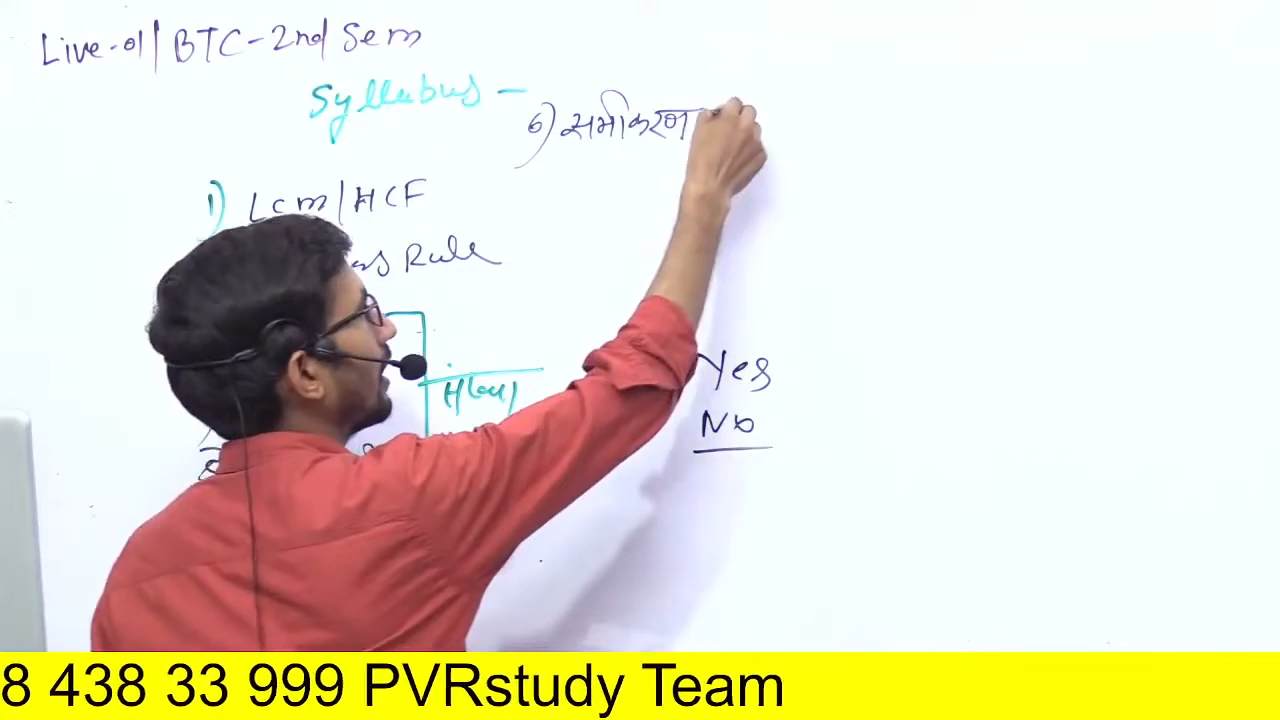 Live-01/BTC-2nd Sem
Syllabus -
6) समीकरण
1) Lcm/HCF
Rule
Yes
No
8 438 33 999 PVRstudy Team